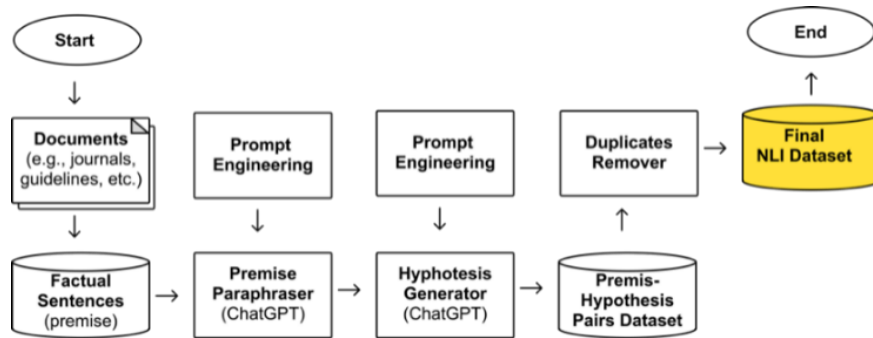 Start
End
Documents
(e.g., journals,
guidelines, etc.)
Prompt
Engineering
Prompt
Engineering
Duplicates
Remover
Final
NLI Dataset
Factual
Sentences
(premise)
Premise
Paraphraser
(ChatGPT)
Hyphotesis
Generator
(ChatGPT)
Premis-
Hypothesis
Pairs Dataset